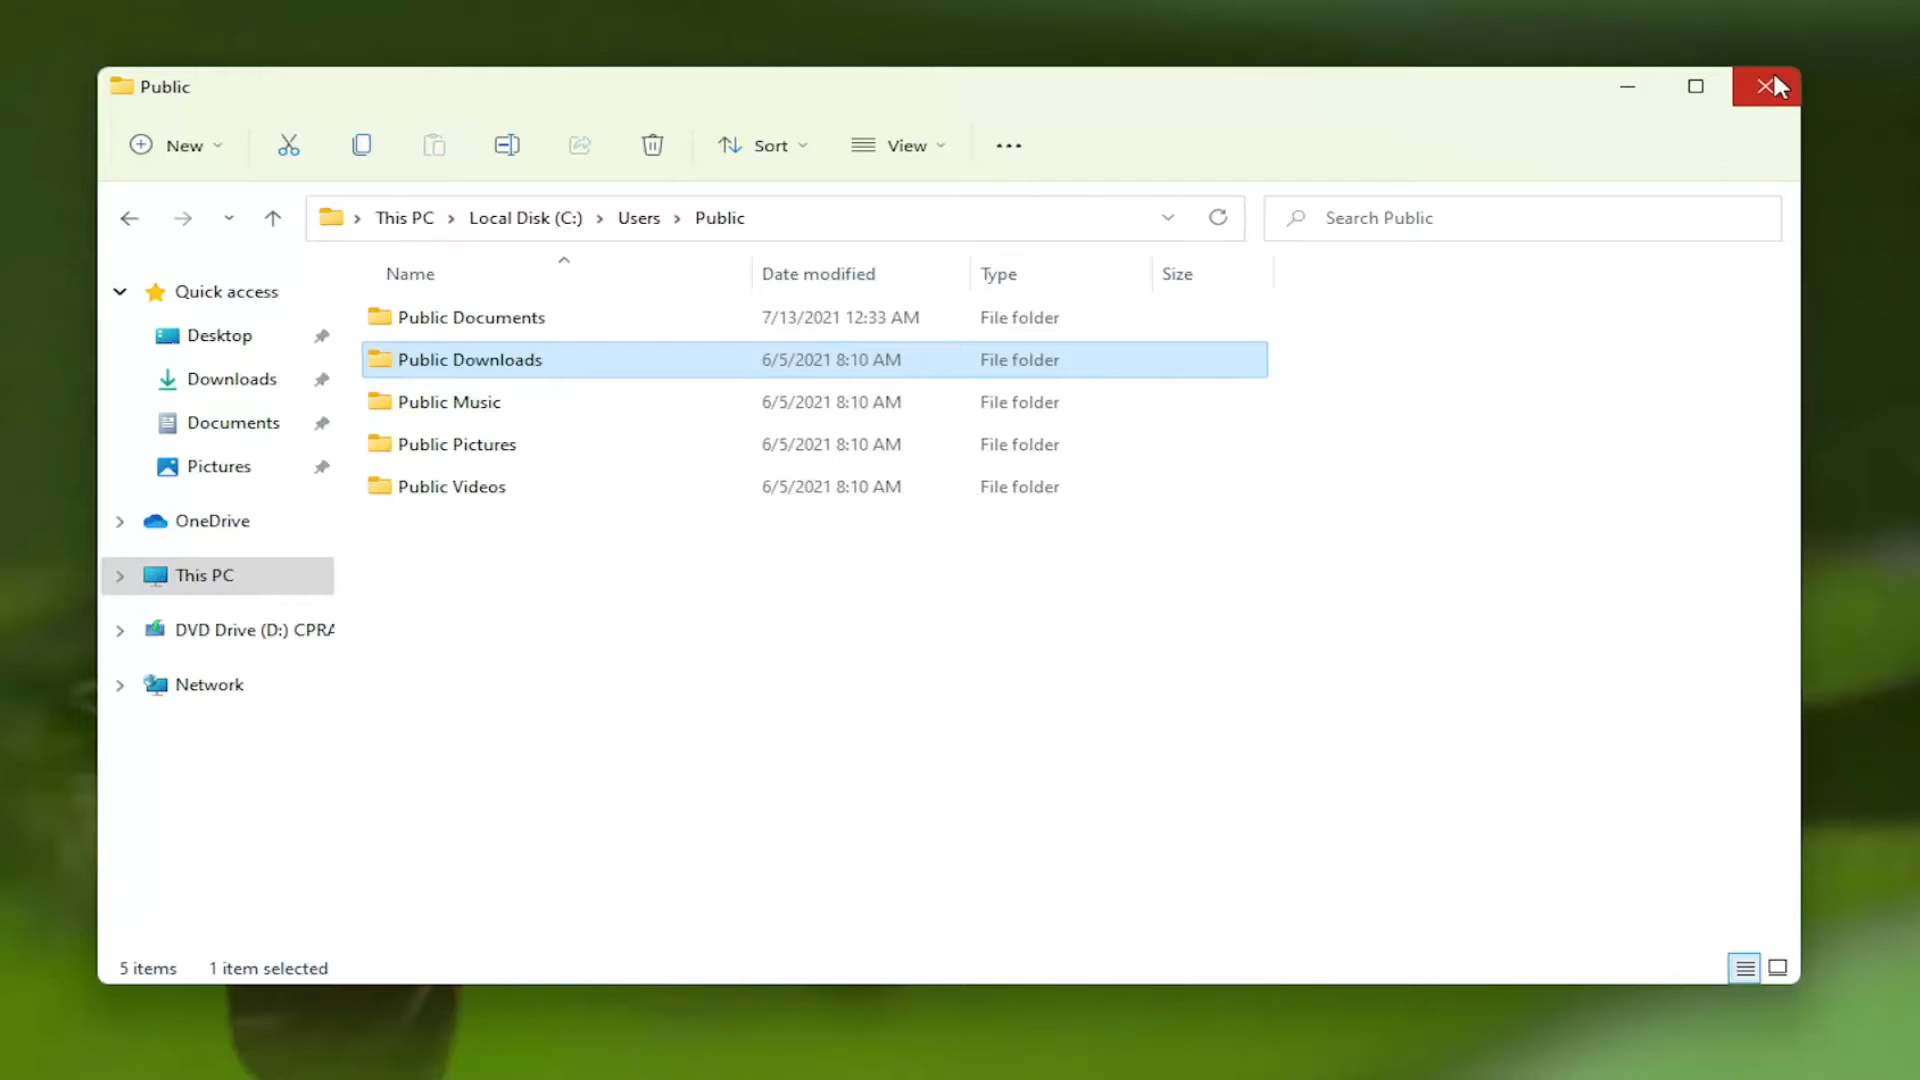 Public
New
Sort
View
This PC > Local Disk (C:) > Users > Public
Search Public
Name Date modified Type Size
Quick access
Desktop
Downloads
Documents
Pictures
OneDrive
This PC
DVD Drive (D:) CPRA
Network
Public Documents 7/13/2021 12:33 AM File folder
Public Downloads 6/5/2021 8:10 AM File folder
Public Music 6/5/2021 8:10 AM File folder
Public Pictures 6/5/2021 8:10 AM File folder
Public Videos 6/5/2021 8:10 AM File folder
5 items 1 item selected